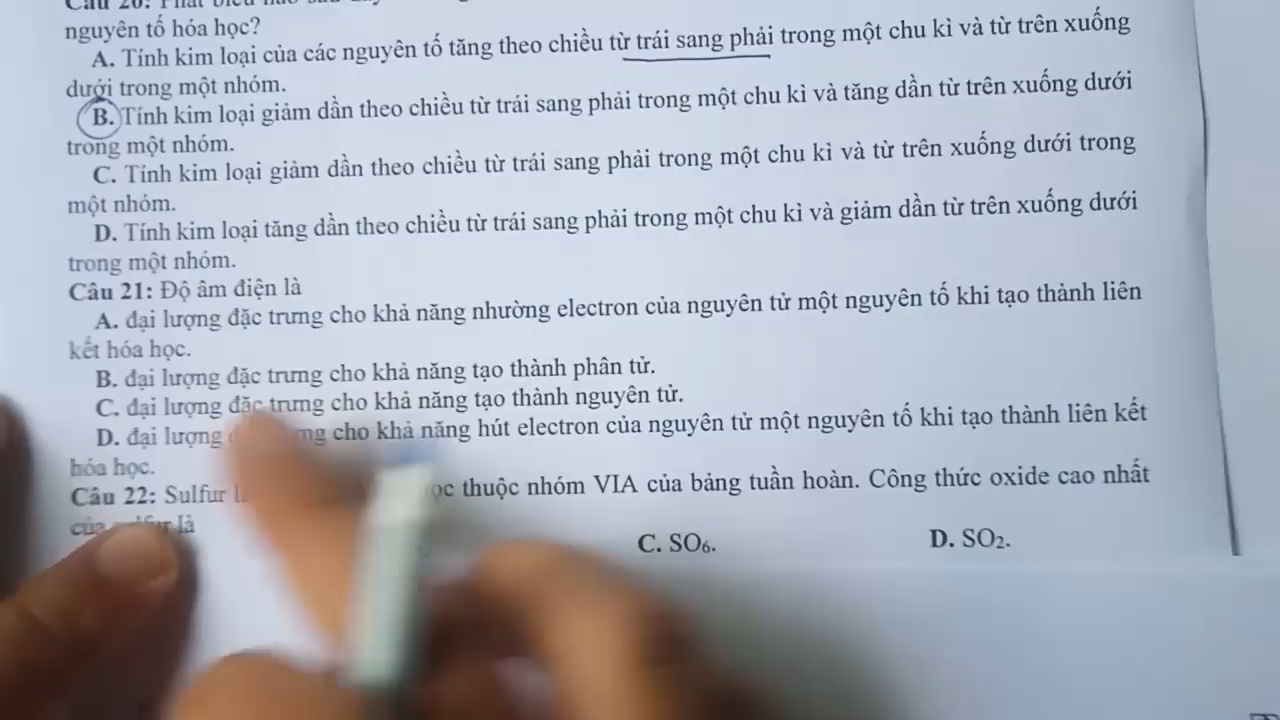 nguyên tố hóa học?
A. Tính kim loại của các nguyên tố tăng theo chiều từ trái sang phải trong một chu kì và từ trên xuống
dưới trong một nhóm.
B. Tính kim loại giảm dần theo chiều từ trái sang phải trong một chu kì và tăng dần từ trên xuống dưới
trong một nhóm.
C. Tính kim loại giảm dần theo chiều từ trái sang phải trong một chu kì và từ trên xuống dưới trong
một nhóm.
D. Tính kim loại tăng dần theo chiều từ trái sang phải trong một chu kì và giảm dần từ trên xuống dưới
trong một nhóm.
Câu 21: Độ âm điện là
A. đại lượng đặc trưng cho khả năng nhường electron của nguyên tử một nguyên tố khi tạo thành liên
kết hóa học.
B. đại lượng đặc trưng cho khả năng tạo thành phân tử.
C. đại lượng đặc trưng cho khả năng tạo thành nguyên tử.
D. đại lượng cho khả năng hút electron của nguyên tử một nguyên tố khi tạo thành liên kết
hóa học.
Câu 22: Sulfur thuộc nhóm VIA của bảng tuần hoàn. Công thức oxide cao nhất
của là
C. SO₆. D. SO₂.